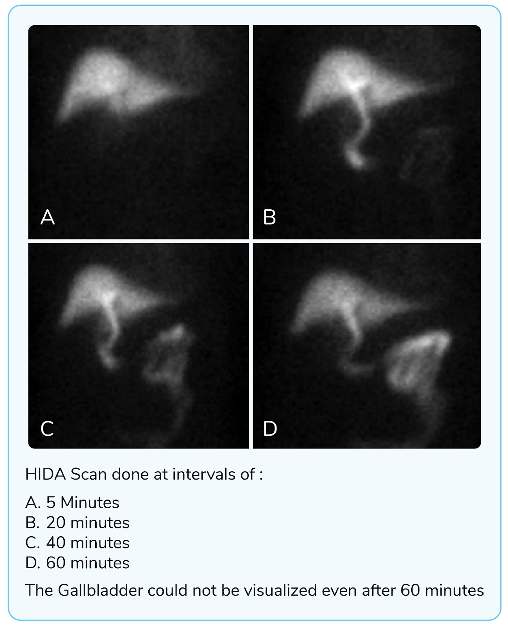 A
B
C
D
HIDA Scan done at intervals of :
A. 5 Minutes
B. 20 minutes
C. 40 minutes
D. 60 minutes
The Gallbladder could not be visualized even after 60 minutes